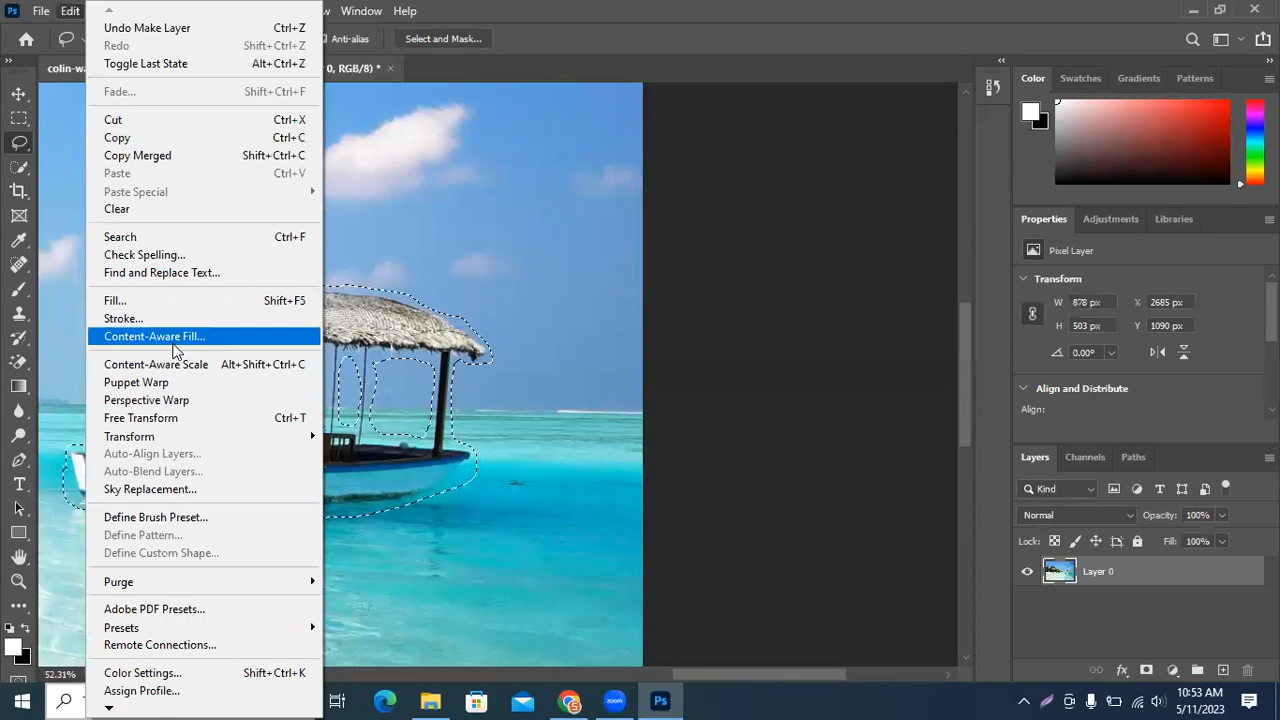 Ps File Edit Window Help
Anti-alias Select and Mask...
colin-wa 0, RGB/8) * ×
Undo Make Layer Ctrl+Z
Redo Shift+Ctrl+Z
Toggle Last State Alt+Ctrl+Z
Fade... Shift+Ctrl+F
Cut Ctrl+X
Copy Ctrl+C
Copy Merged Shift+Ctrl+C
Paste Ctrl+V
Paste Special
Clear
Search Ctrl+F
Check Spelling...
Find and Replace Text...
Fill... Shift+F5
Stroke...
Content-Aware Fill...
Content-Aware Scale Alt+Shift+Ctrl+C
Puppet Warp
Perspective Warp
Free Transform Ctrl+T
Transform
Auto-Align Layers...
Auto-Blend Layers...
Sky Replacement...
Define Brush Preset...
Define Pattern...
Define Custom Shape...
Purge
Adobe PDF Presets...
Presets
Remote Connections...
Color Settings... Shift+Ctrl+K
Assign Profile...
Color Swatches Gradients Patterns
Properties Adjustments Libraries
Pixel Layer
Transform
W 878 px X 2685 px
H 503 px Y 1090 px
0.00°
Align and Distribute
Align:
Layers Channels Paths
Kind
Normal Opacity: 100%
Lock: Fill: 100%
Layer 0
52.31%
zoom Ps
:53 AM
5/11/2023